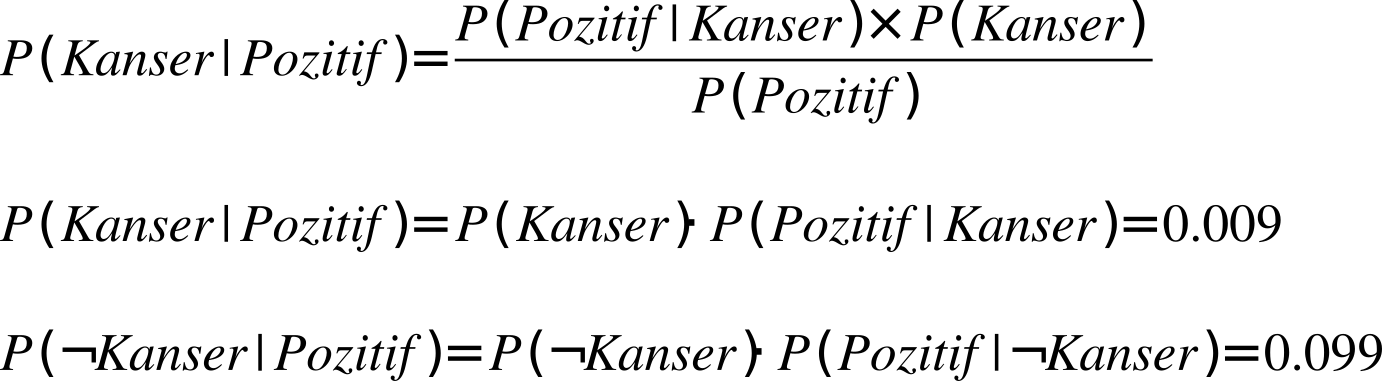 P(Kanser|Pozitif)=P(Pozitif|Kanser)×P(Kanser)
P(Pozitif)
P(Kanser|Pozitif)=P(Kanser)· P(Pozitif|Kanser)=0.009
P(¬Kanser|Pozitif)=P(¬Kanser)· P(Pozitif|¬Kanser)=0.099